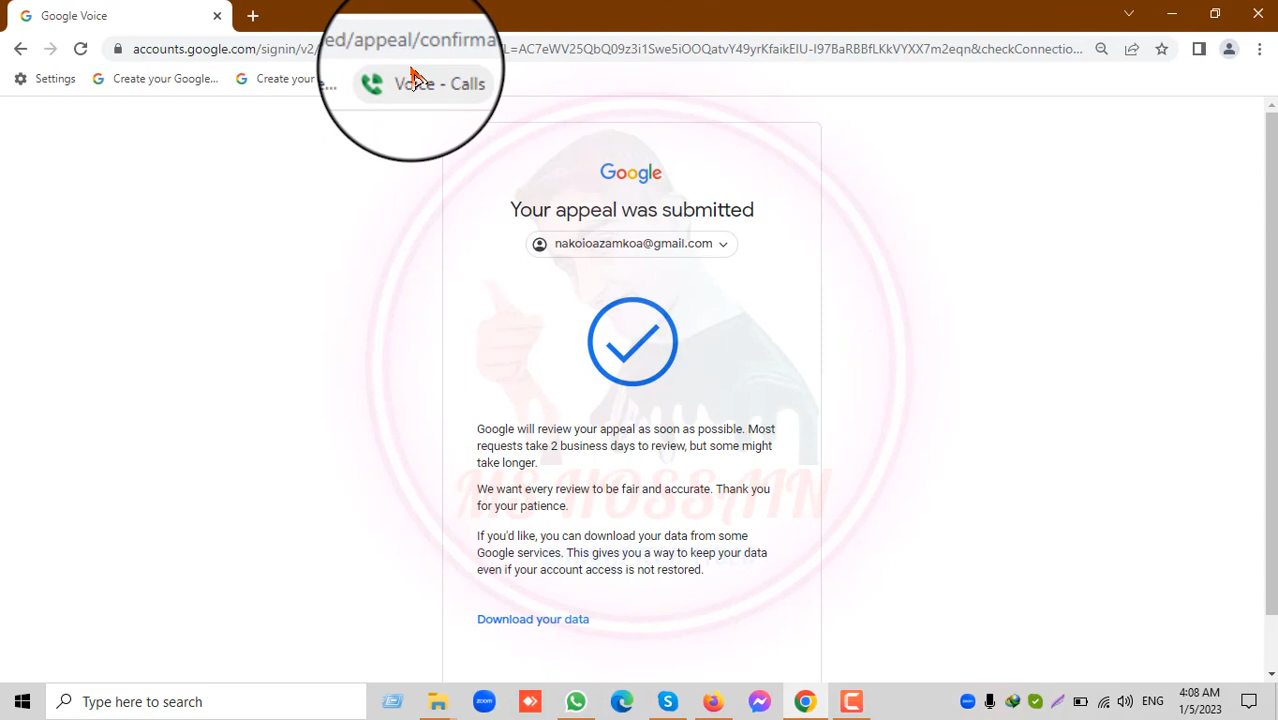 Google Voice
accounts.google.com/signin/v2/
ed/appeal/confirma
L=AC7eWV25QbQ09z3i1Swe5iOOQatvY49yrKfaikEIU-I97BaRBBfLKkVYXX7m2eqn&checkConnectio...
Settings
Create your Google...
Create your
e...
Voice - Calls
Google
Your appeal was submitted
nakoioazamkoa@gmail.com
Google will review your appeal as soon as possible. Most
requests take 2 business days to review, but some might
take longer.
We want every review to be fair and accurate. Thank you
for your patience.
If you'd like, you can download your data from some
Google services. This gives you a way to keep your data
even if your account access is not restored.
Download your data
Type here to search
zoom
ENG
4:08 AM
1/5/2023